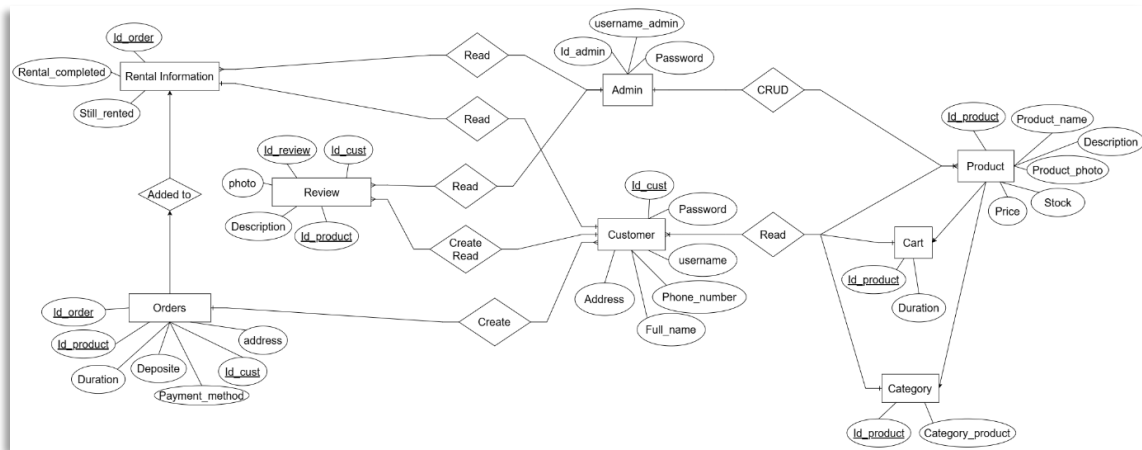 Id_order
Rental_completed
Rental Information
Still_rented
Read
username_admin
Id_admin
Password
Admin
CRUD
Read
Id_product
Product_name
Description
Product
Product_photo
Price
Stock
Id_review
Id_cust
photo
Review
Description
Id_product
Read
Added to
Create
Read
Id_cust
Password
Customer
username
Address
Phone_number
Full_name
Read
Cart
Id_product
Duration
Orders
Id_order
Id_product
address
Duration
Deposite
Id_cust
Payment_method
Create
Category
Id_product
Category_product